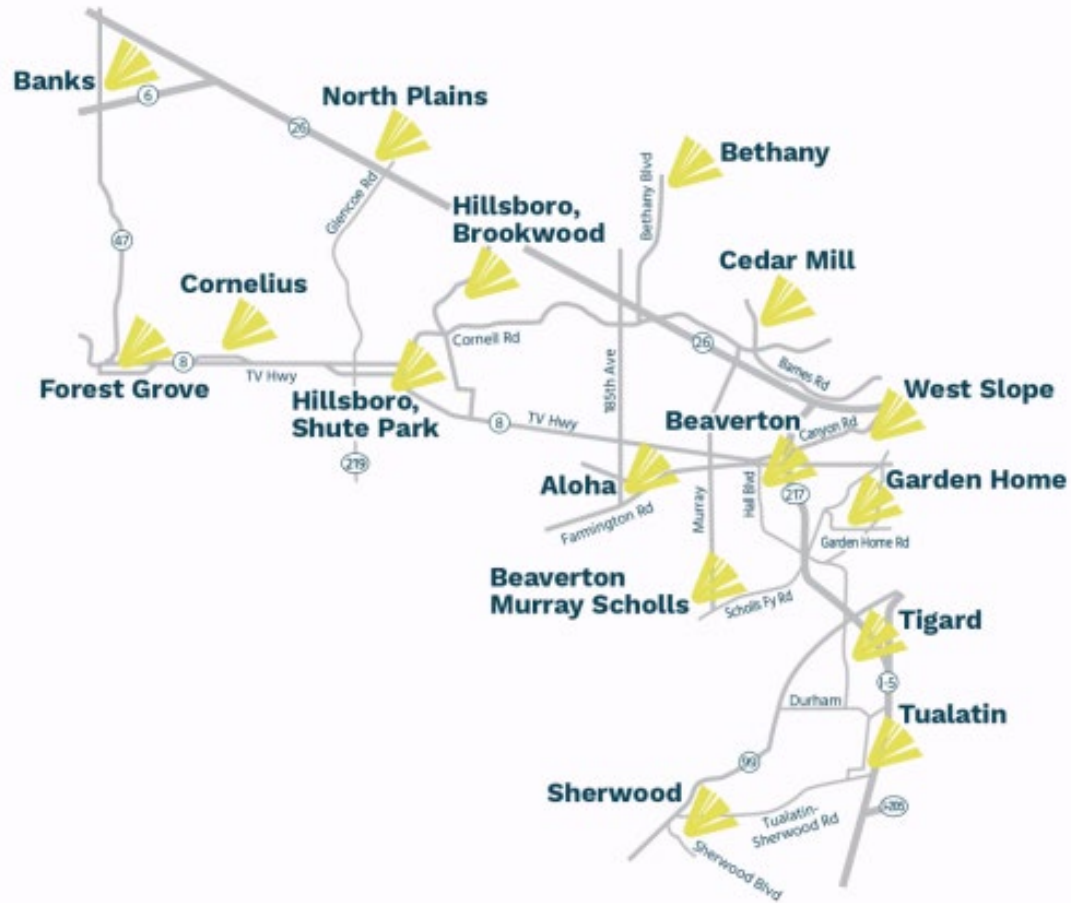 Banks
6
North Plains
26
Bethany
Bethany Blvd
Glencoe Rd
Hillsboro,
Brookwood
47
Cedar Mill
Cornelius
Cornell Rd
26
185th Ave
Barnes Rd
8
TV Hwy
Forest Grove
Hillsboro,
Shute Park
West Slope
Beaverton
Canyon Rd
8
TV Hwy
219
Aloha
Hall Blvd
217
Garden Home
Murray
Farmington Rd
Garden Home Rd
Beaverton
Murray Scholls
Scholls Fy Rd
Tigard
I-5
Durham
Tualatin
99
Sherwood
I-205
Tualatin-
Sherwood Rd
Sherwood Blvd